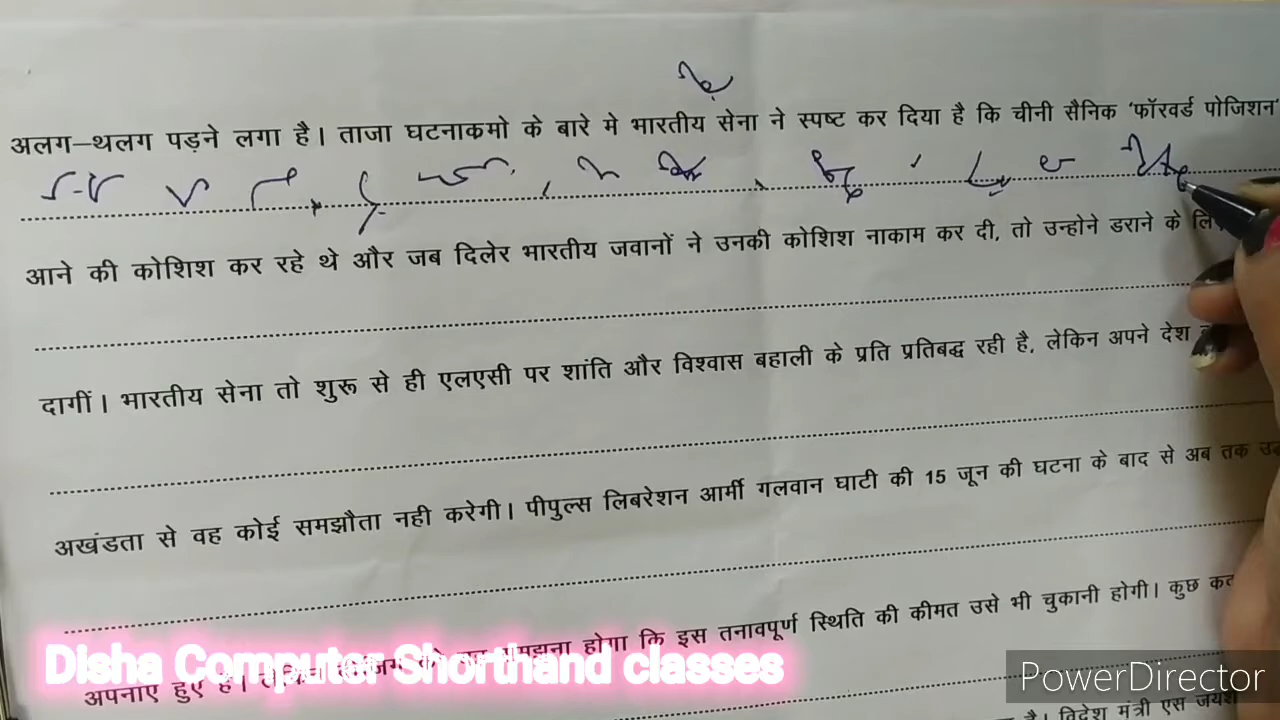 अलग–थलग पड़ने लगा है। ताजा घटनाकमो के बारे मे भारतीय सेना ने स्पष्ट कर दिया है कि चीनी सैनिक 'फॉरवर्ड पोजिशन'
आने की कोशिश कर रहे थे और जब दिलेर भारतीय जवानों ने उनकी कोशिश नाकाम कर दी, तो उन्होने डराने के
दागीं। भारतीय सेना तो शुरू से ही एलएसी पर शांति और विश्वास बहाली के प्रति प्रतिबद्ध रही है, लेकिन अपने देश
अखंडता से वह कोई समझौता नही करेगी। पीपुल्स लिबरेशन आर्मी गलवान घाटी की 15 जून की घटना के बाद से अब तक
अपनाए हुए है। समझना होगा कि इस तनावपूर्ण स्थिति की कीमत उसे भी चुकानी होगी। कुछ
है। विदेश मंत्री एस
Disha Computer Shorthand classes
PowerDirector